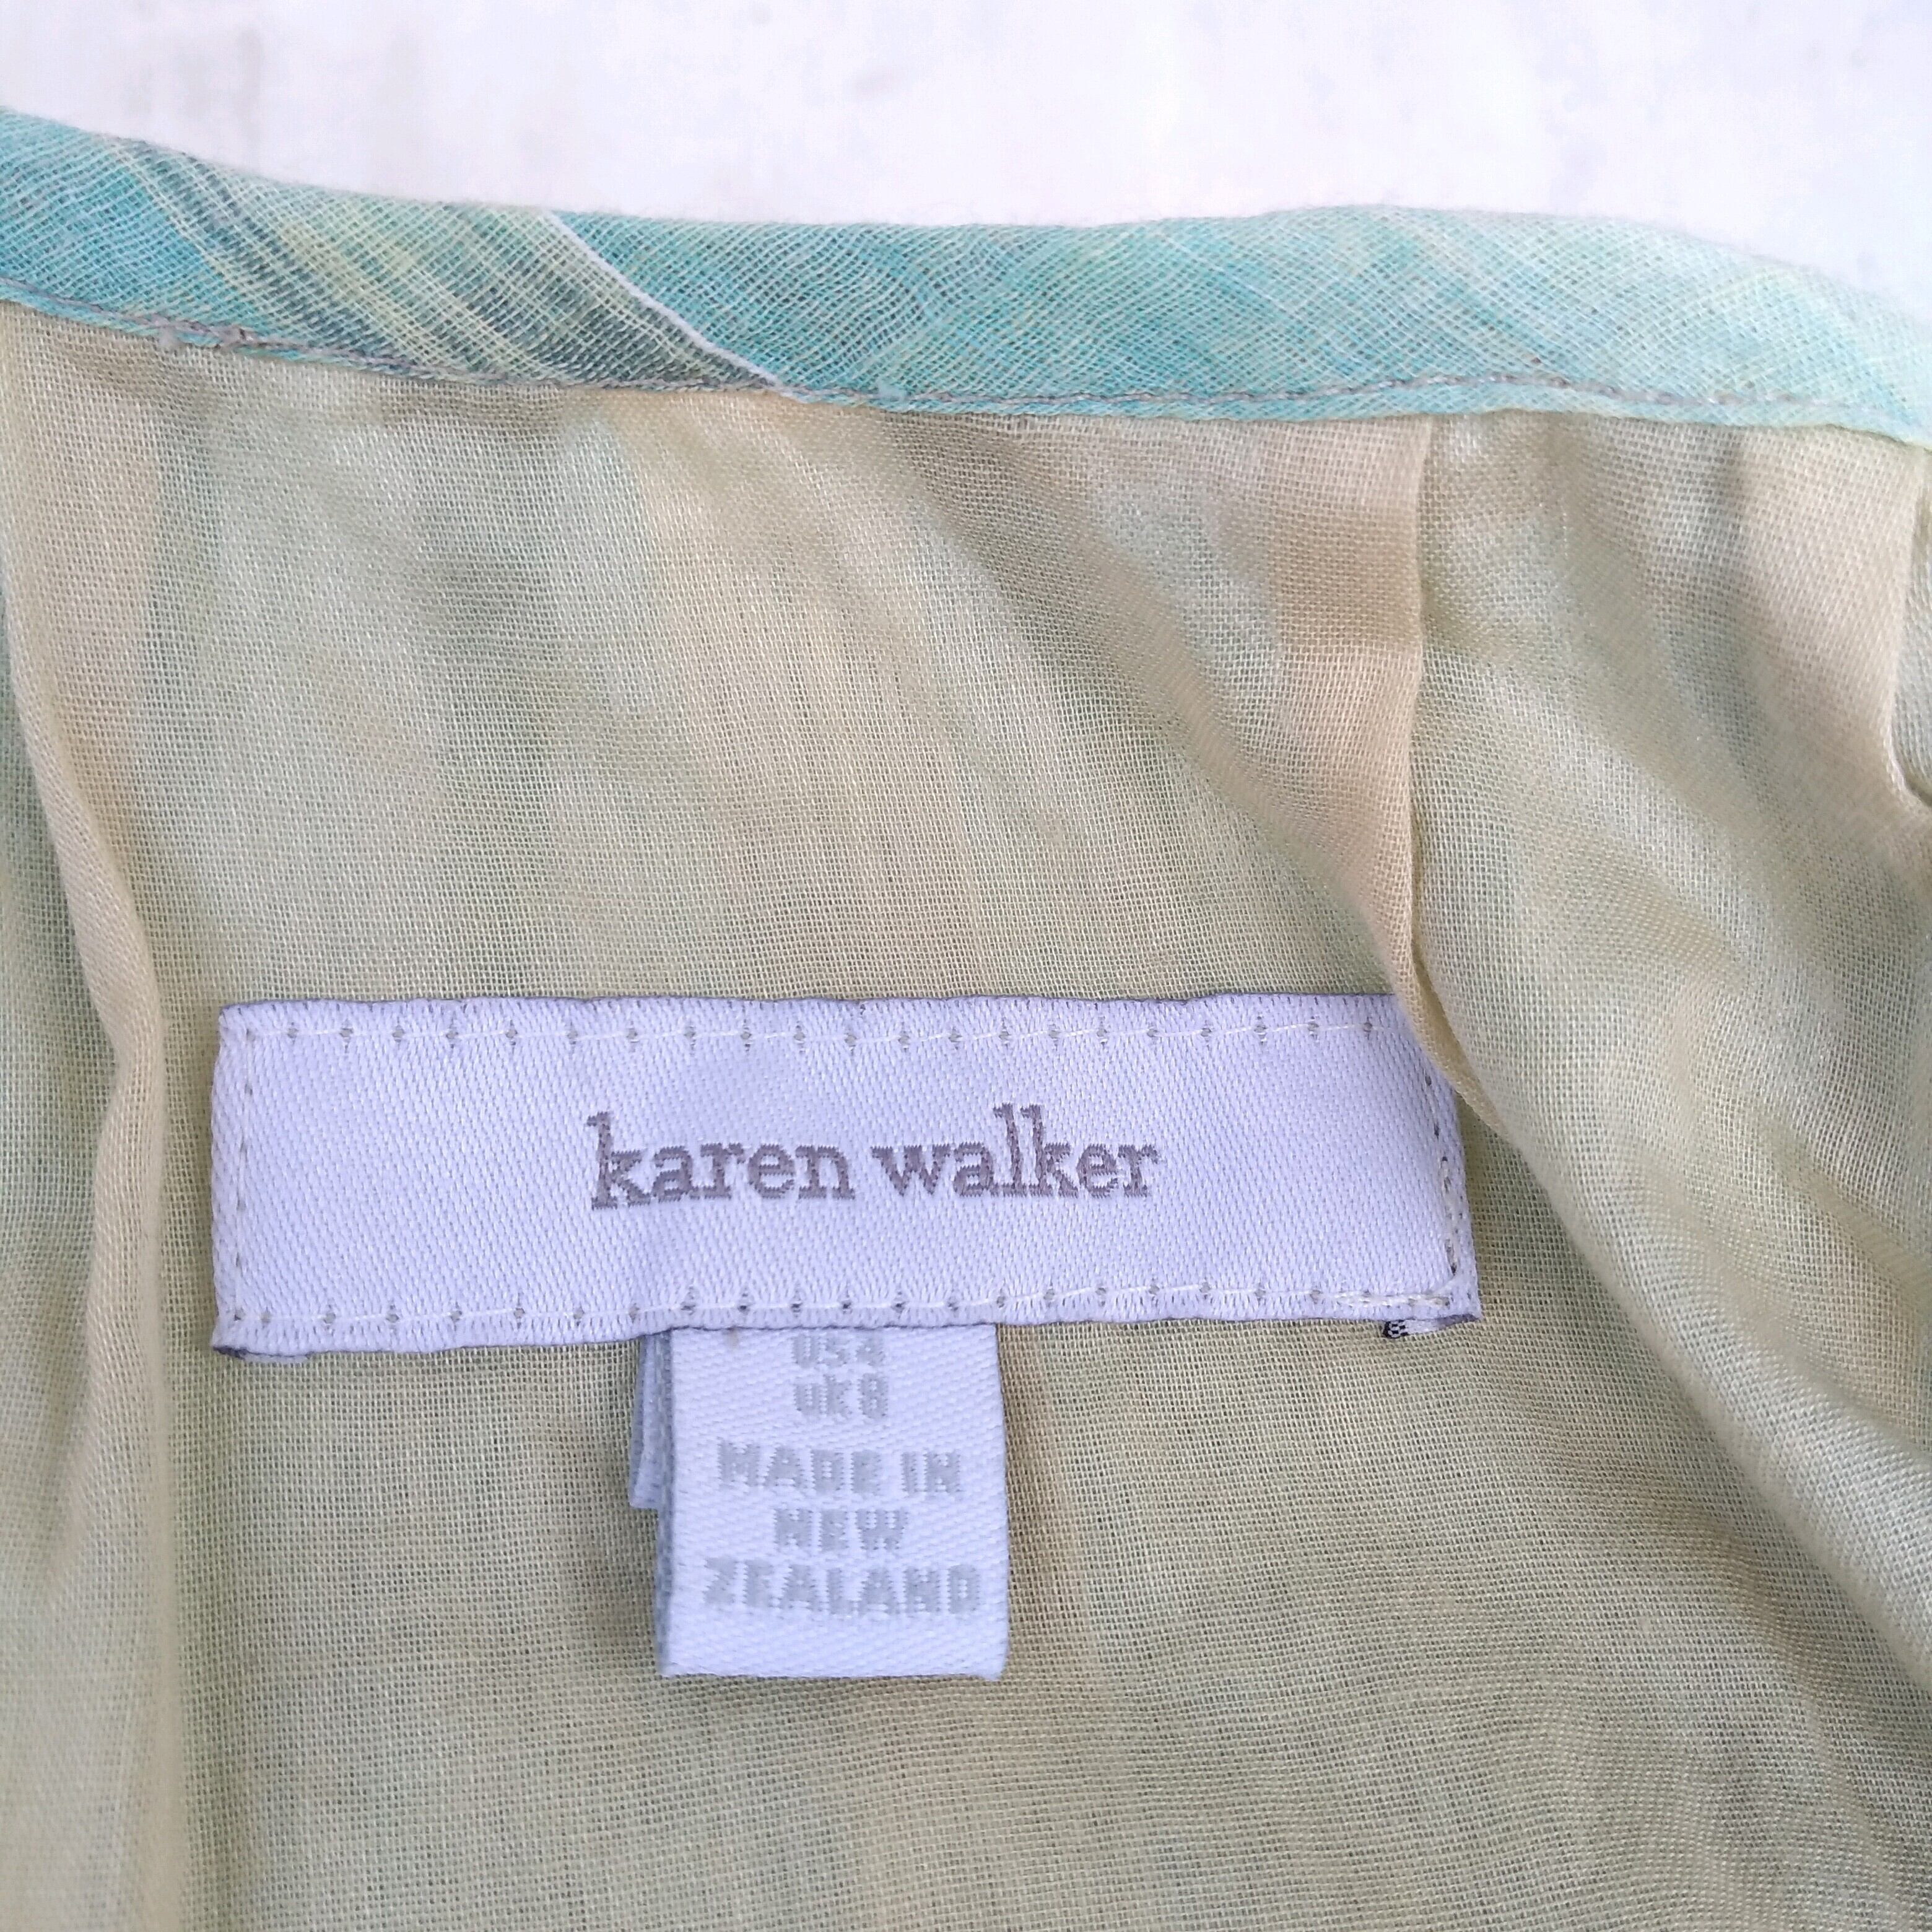 karen walker
US 4
UK 8
MADE IN
NEW
ZEALAND